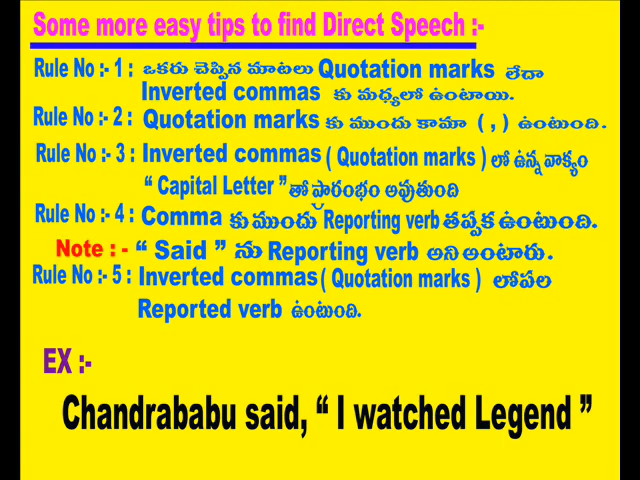 Some more easy tips to find Direct Speech :-
Rule No :- 1 : ఒకరు చెప్పిన మాటలు Quotation marks లేదా
Inverted commas కు మధ్యలో ఉంటాయి.
Rule No :- 2 : Quotation marks కు ముందు కామా ( , ) ఉంటుంది.
Rule No :- 3 : Inverted commas ( Quotation marks ) లో ఉన్న వాక్యం
“ Capital Letter ” తో ప్రారంభం అవుతుంది
Rule No :- 4 : Comma కు ముందు Reporting verb తప్పక ఉంటుంది.
Note : - “ Said ” ను Reporting verb అని అంటారు.
Rule No :- 5 : Inverted commas ( Quotation marks ) లోపల
Reported verb ఉంటుంది.
EX :-
Chandrababu said, “ I watched Legend ”